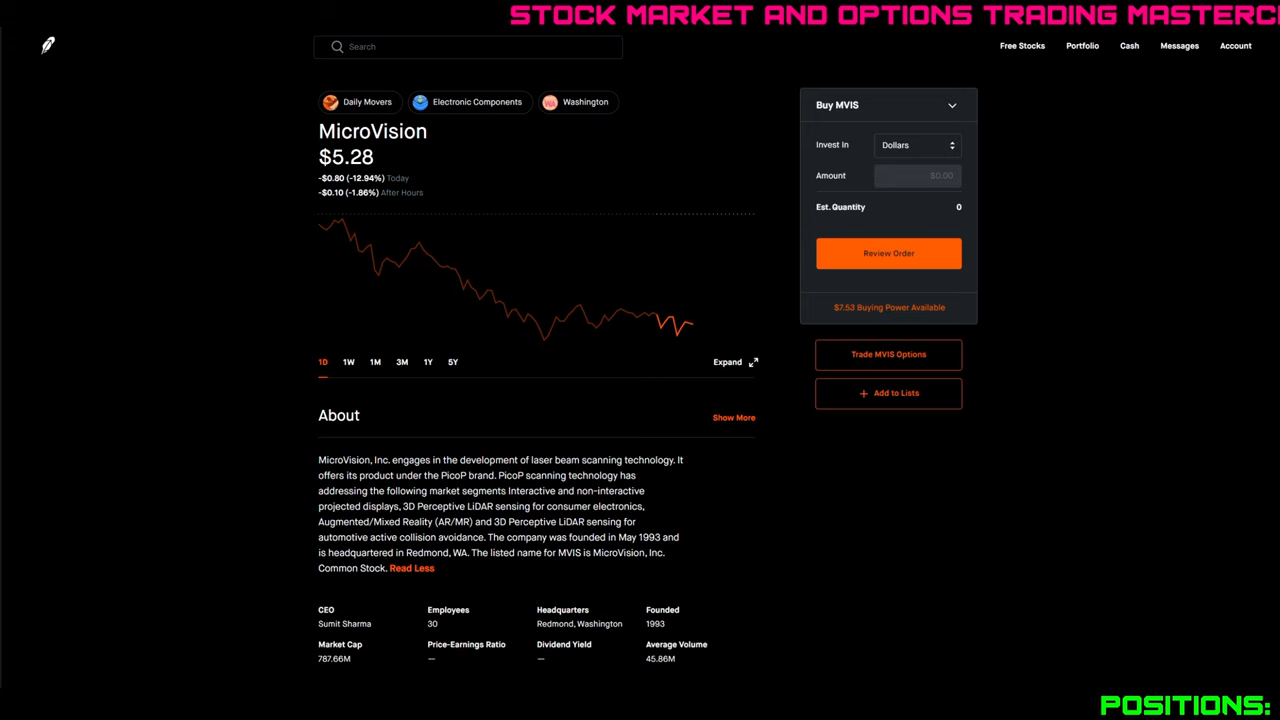 STOCK MARKET AND OPTIONS TRADING
Search
Free Stocks Portfolio Cash Messages Account
Daily Movers Electronic Components WA Washington
MicroVision
$5.28
-$0.80 (-12.94%) Today
-$0.10 (-1.86%) After Hours
1D 1W 1M 3M 1Y 5Y Expand
Buy MVIS
Invest In Dollars
Amount $0.00
Est. Quantity 0
Review Order
$7.53 Buying Power Available
Trade MVIS Options
+ Add to Lists
About Show More
MicroVision, Inc. engages in the development of laser beam scanning technology. It
offers its product under the PicoP brand. PicoP scanning technology has
addressing the following market segments Interactive and non-interactive
projected displays, 3D Perceptive LiDAR sensing for consumer electronics,
Augmented/Mixed Reality (AR/MR) and 3D Perceptive LiDAR sensing for
automotive active collision avoidance. The company was founded in May 1993 and
is headquartered in Redmond, WA. The listed name for MVIS is MicroVision, Inc.
Common Stock. Read Less
CEO Employees Headquarters Founded
Sumit Sharma 30 Redmond, Washington 1993
Market Cap Price-Earnings Ratio Dividend Yield Average Volume
787.66M — — 45.86M
POSITIONS: